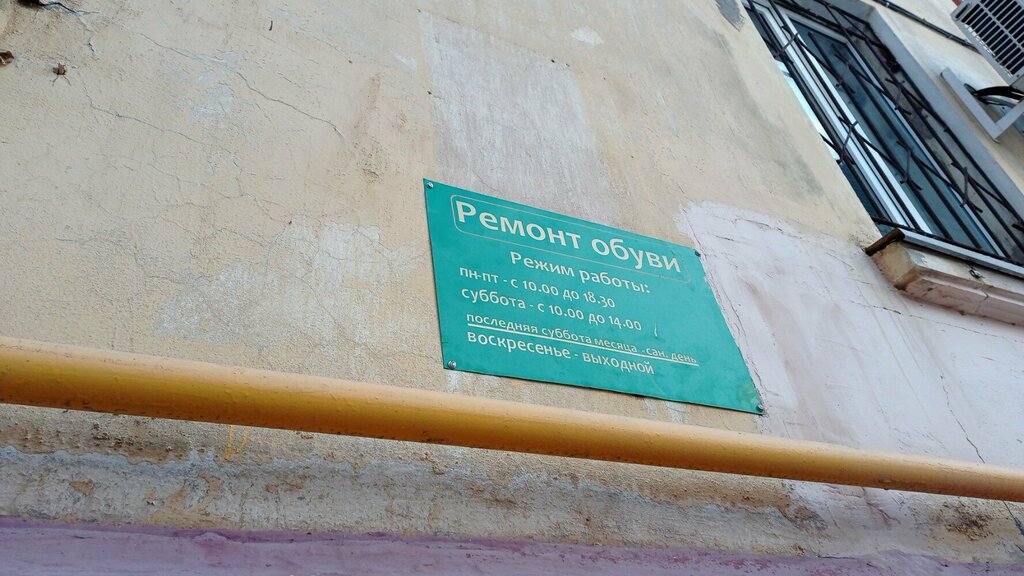 Ремонт обуви
Режим работы:
пн-пт - с 10.00 до 18.30
суббота - с 10.00 до 14.00
последняя суббота месяца - сан. день
воскресенье - выходной